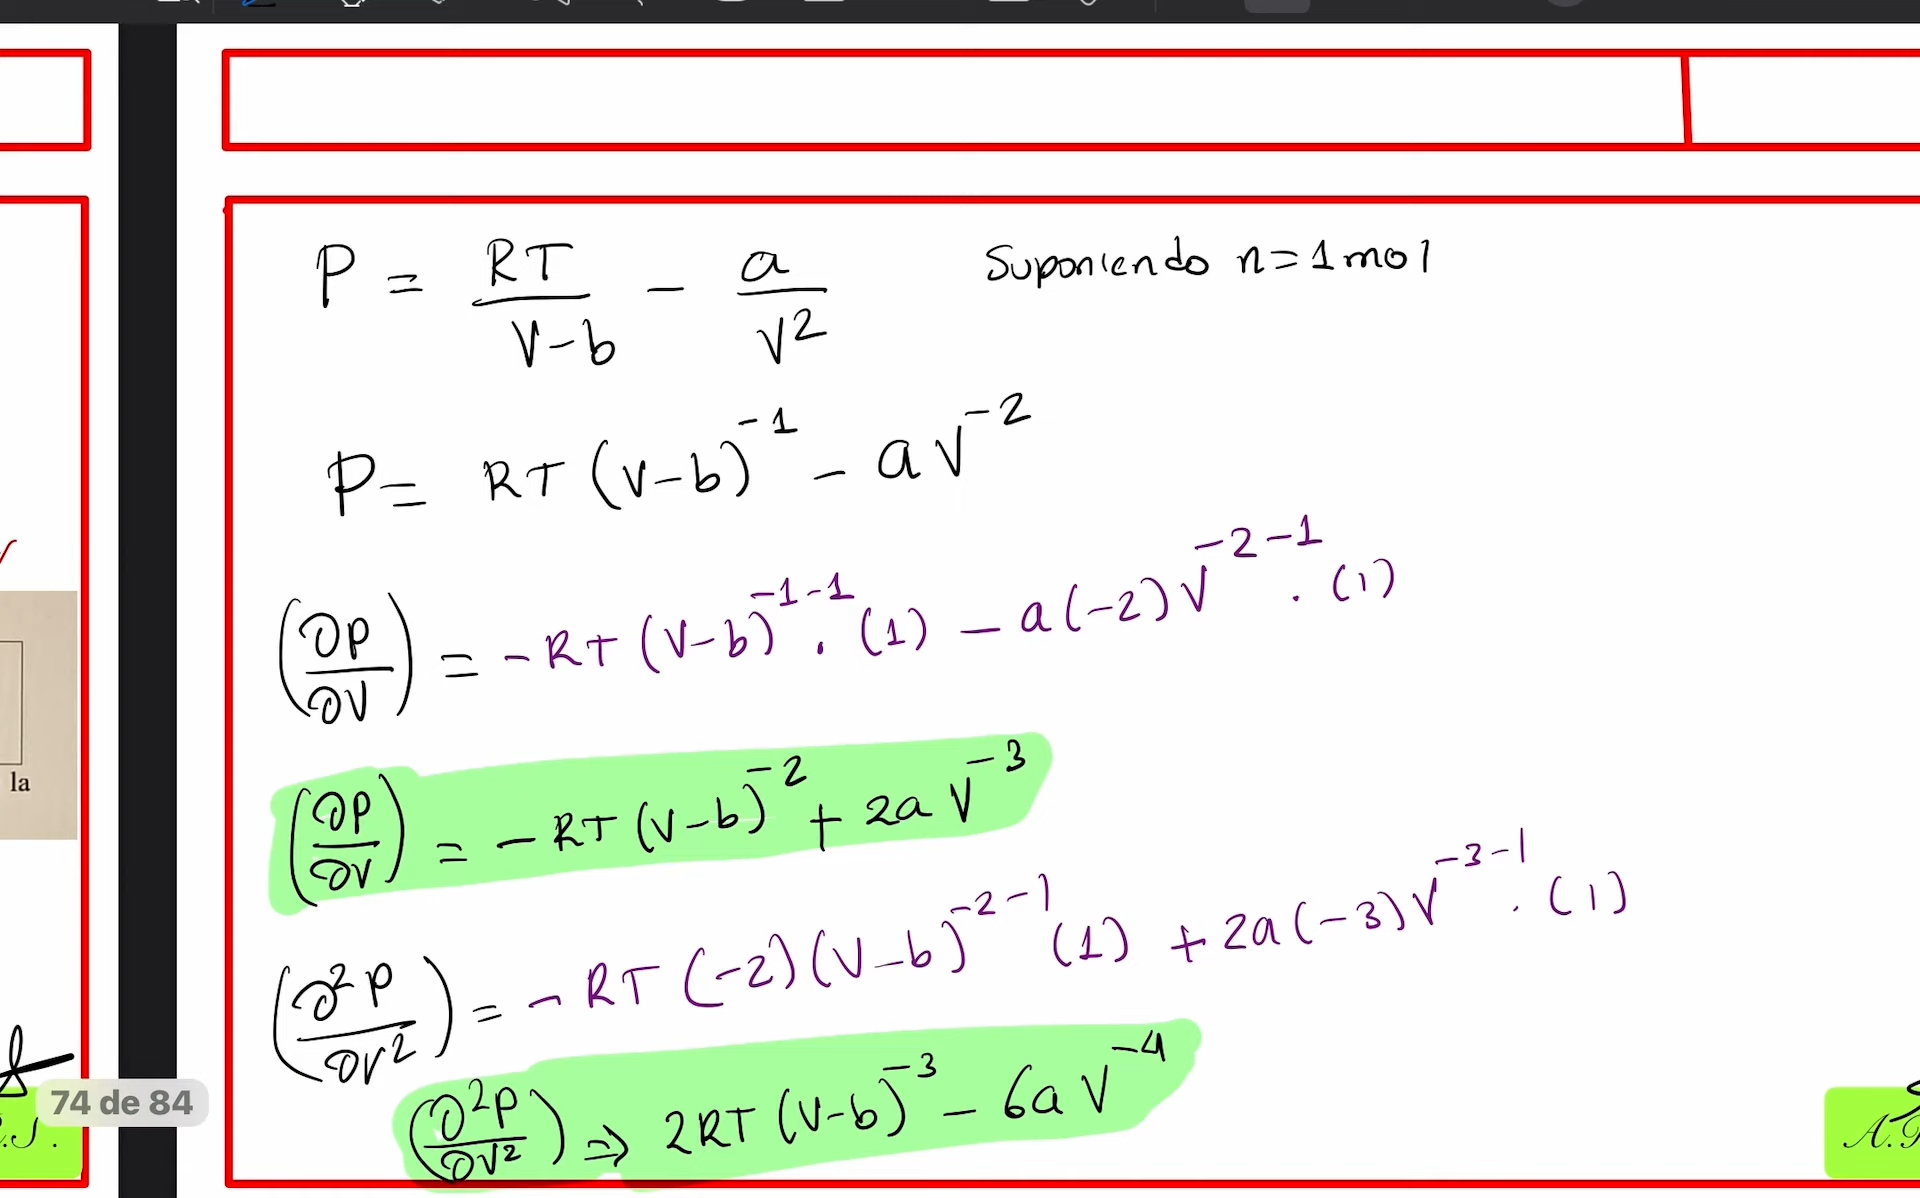 P = RT/(V-b) - a/V² Suponiendo n=1mol
P= RT (V-b)⁻¹ - aV⁻²
(∂P/∂V) = -RT (V-b)⁻¹⁻¹ . (1) - a(-2)V⁻²⁻¹ . (1)
(∂P/∂V) = -RT (V-b)⁻² + 2aV⁻³
(∂²P/∂V²) = -RT (-2)(V-b)⁻²⁻¹ (1) + 2a(-3)V⁻³⁻¹ . (1)
(∂²P/∂V²) ⇒ 2RT (V-b)⁻³ - 6aV⁻⁴
la
74 de 84